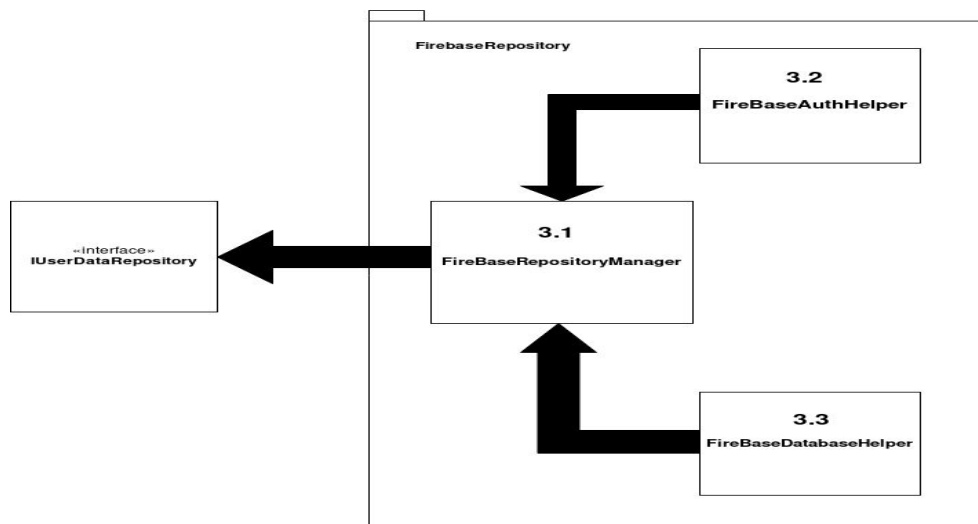 FirebaseRepository
3.2
FireBaseAuthHelper
«interface»
IUserDataRepository
3.1
FireBaseRepositoryManager
3.3
FireBaseDatabaseHelper